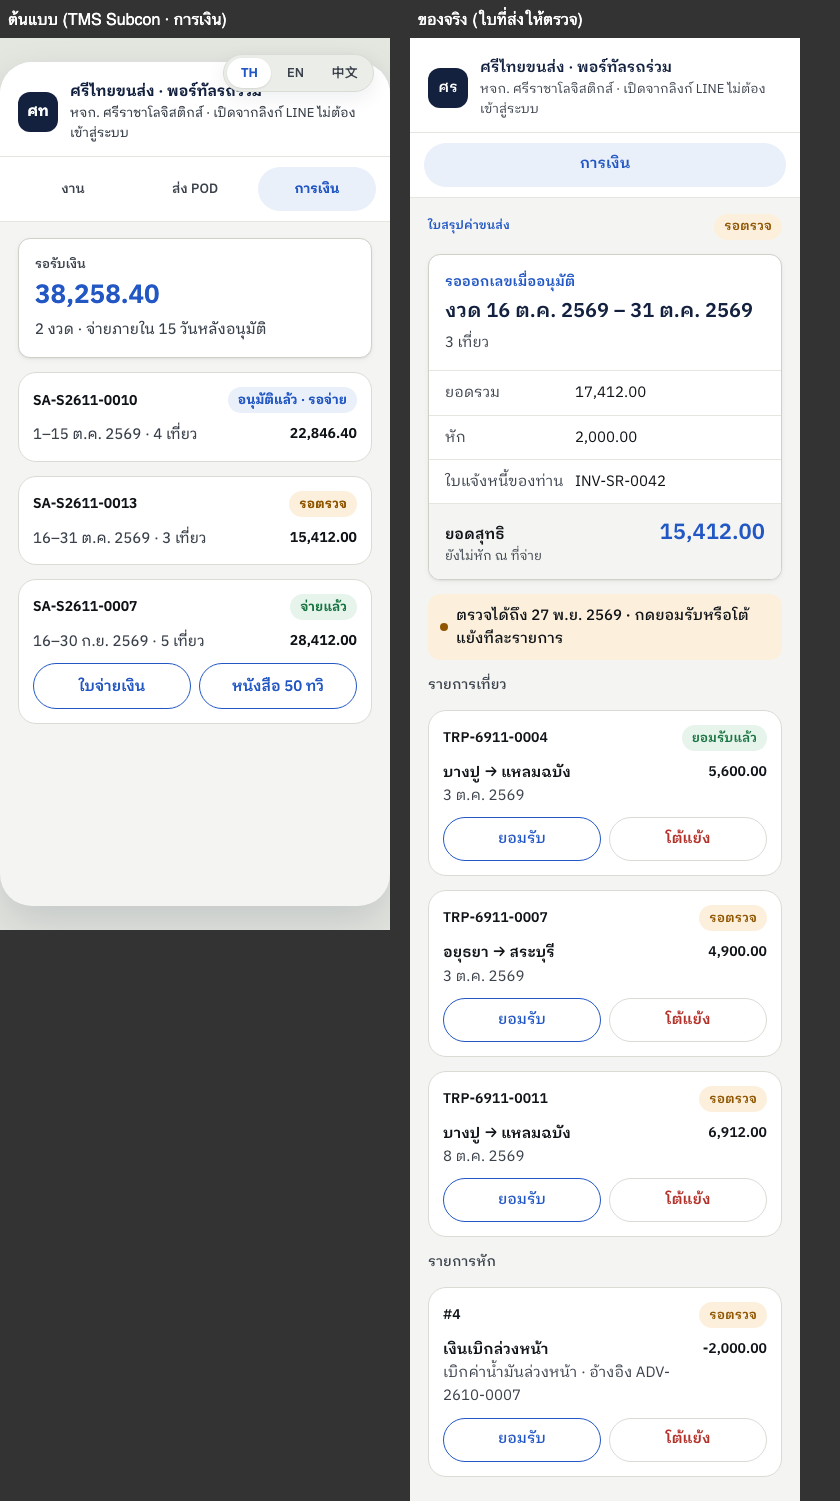 ต้นแบบ (TMS Subcon · การเงิน)
TH EN 中文
ศท
ศรีไทยขนส่ง · พอร์ทัลรถร่วม
หจก. ศรีราชาโลจิสติกส์ · เปิดจากลิงก์ LINE ไม่ต้อง
เข้าสู่ระบบ
งาน ส่ง POD การเงิน
รอรับเงิน
38,258.40
2 งวด · จ่ายภายใน 15 วันหลังอนุมัติ
SA-S2611-0010 อนุมัติแล้ว · รอจ่าย
1–15 ต.ค. 2569 · 4 เที่ยว 22,846.40
SA-S2611-0013 รอตรวจ
16–31 ต.ค. 2569 · 3 เที่ยว 15,412.00
SA-S2611-0007 จ่ายแล้ว
16–30 ก.ย. 2569 · 5 เที่ยว 28,412.00
ใบจ่ายเงิน หนังสือ 50 ทวิ
ของจริง (ใบที่ส่งให้ตรวจ)
ศร
ศรีไทยขนส่ง · พอร์ทัลรถร่วม
หจก. ศรีราชาโลจิสติกส์ · เปิดจากลิงก์ LINE ไม่ต้อง
เข้าสู่ระบบ
การเงิน
ใบสรุปค่าขนส่ง รอตรวจ
รอออกเลขเมื่ออนุมัติ
งวด 16 ต.ค. 2569 – 31 ต.ค. 2569
3 เที่ยว
ยอดรวม 17,412.00
หัก 2,000.00
ใบแจ้งหนี้ของท่าน INV-SR-0042
ยอดสุทธิ 15,412.00
ยังไม่หัก ณ ที่จ่าย
ตรวจได้ถึง 27 พ.ย. 2569 · กดยอมรับหรือโต้
แย้งทีละรายการ
รายการเที่ยว
TRP-6911-0004 ยอมรับแล้ว
บางปู → แหลมฉบัง 5,600.00
3 ต.ค. 2569
ยอมรับ โต้แย้ง
TRP-6911-0007 รอตรวจ
อยุธยา → สระบุรี 4,900.00
3 ต.ค. 2569
ยอมรับ โต้แย้ง
TRP-6911-0011 รอตรวจ
บางปู → แหลมฉบัง 6,912.00
8 ต.ค. 2569
ยอมรับ โต้แย้ง
รายการหัก
#4 รอตรวจ
เงินเบิกล่วงหน้า -2,000.00
เบิกค่าน้ำมันล่วงหน้า · อ้างอิง ADV-
2610-0007
ยอมรับ โต้แย้ง